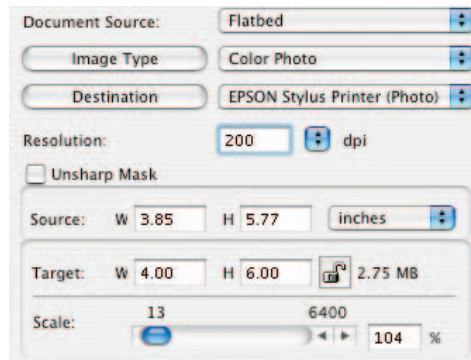 Document Source: Flatbed
Image Type Color Photo
Destination EPSON Stylus Printer (Photo)
Resolution: 200 dpi
Unsharp Mask
Source: W 3.85 H 5.77 inches
Target: W 4.00 H 6.00 2.75 MB
13 6400
Scale: 104 %